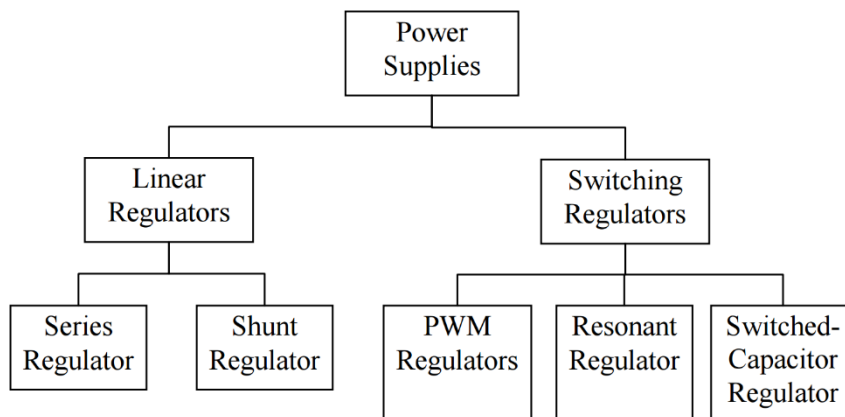 Power
Supplies
Linear
Regulators
Switching
Regulators
Series
Regulator
Shunt
Regulator
PWM
Regulators
Resonant
Regulator
Switched-
Capacitor
Regulator